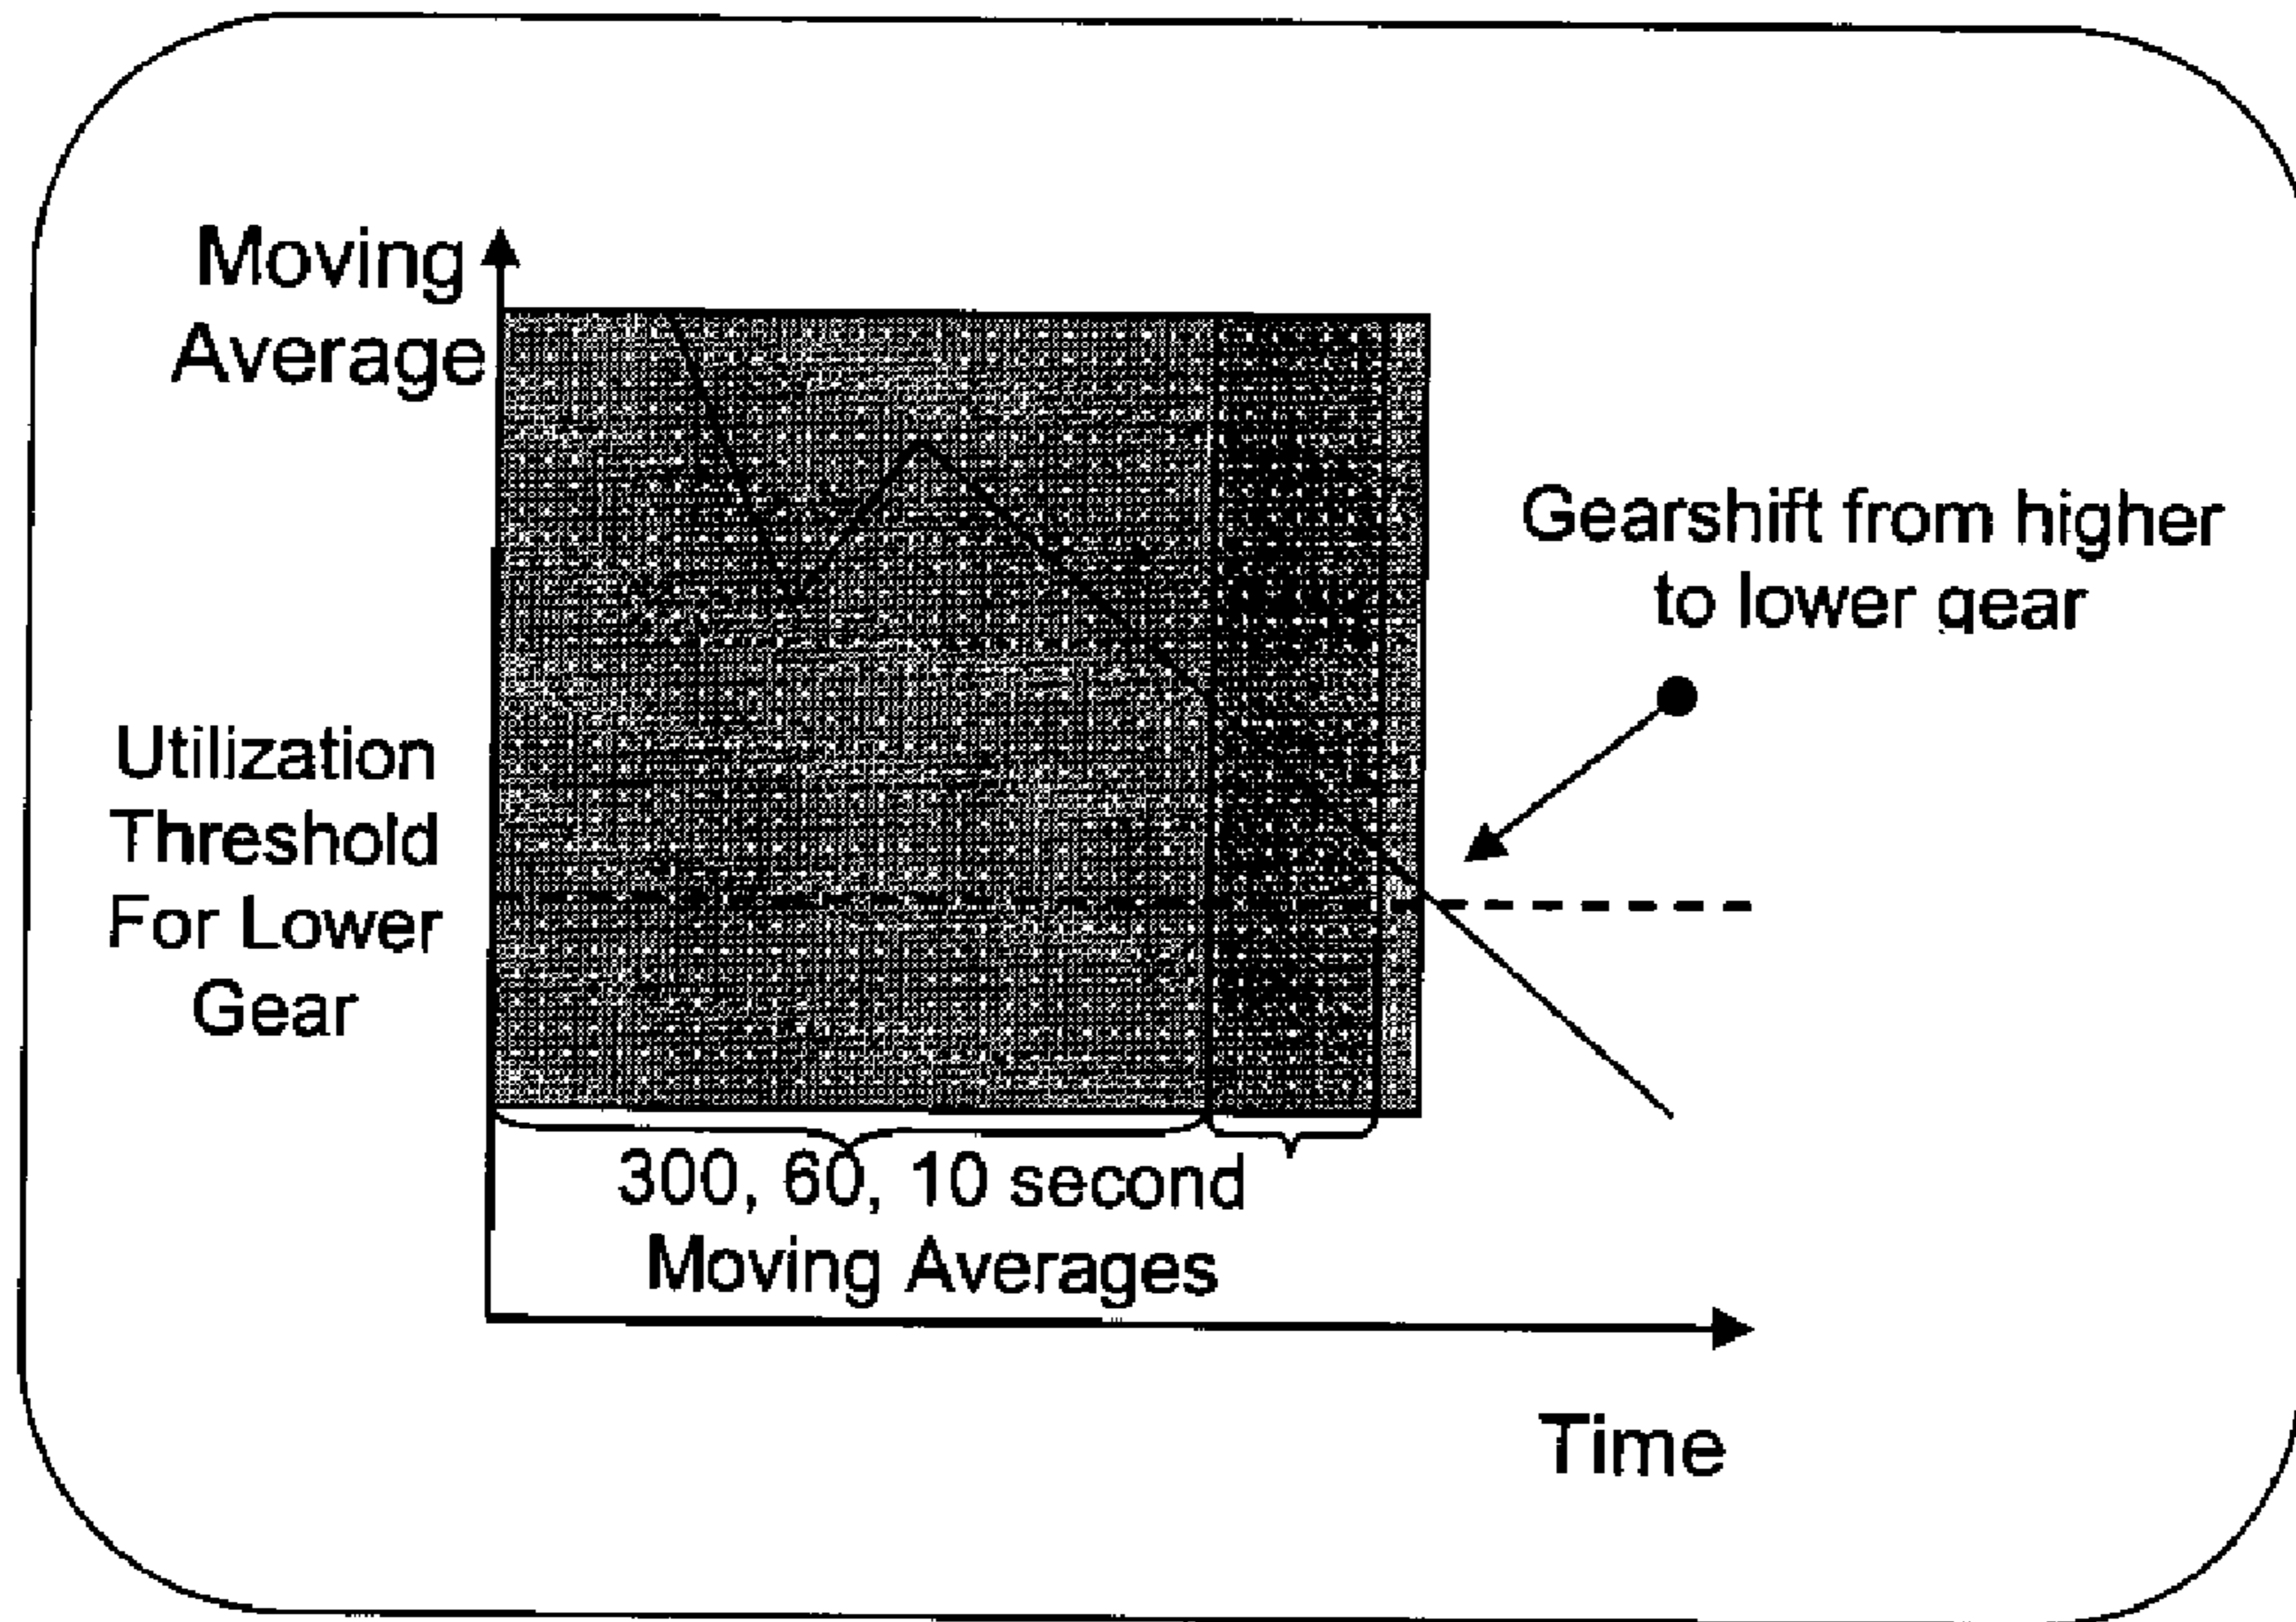 Moving
Average
Gearshift from higher
to lower gear
Utilization
Threshold
For Lower
Gear
300, 60, 10 second
Moving Averages
Time